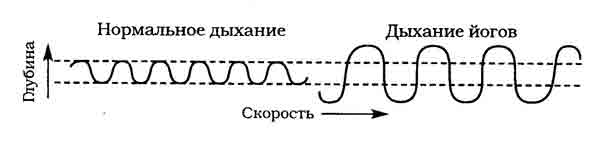 Нормальное дыхание
Дыхание йогов
Глубина
Скорость